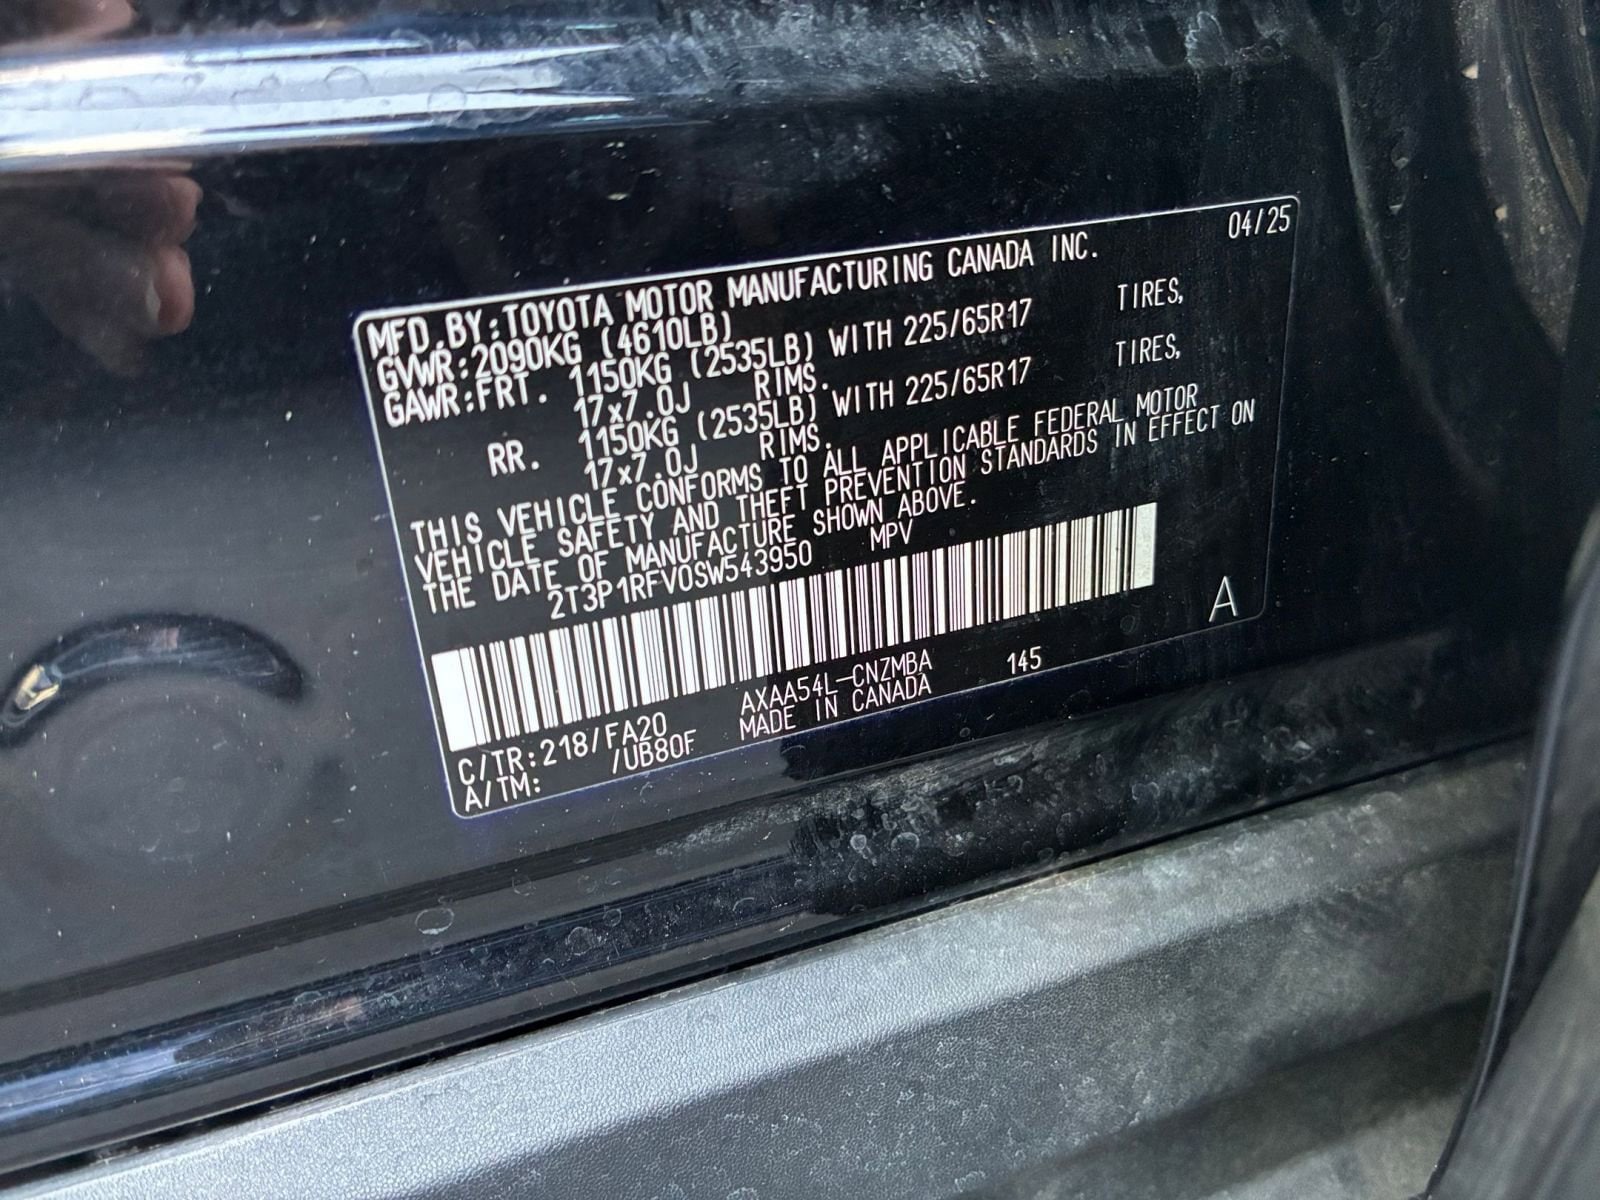 04/25
MFD.BY:TOYOTA MOTOR MANUFACTURING CANADA INC.
GVWR:2090KG (4610LB)
GAWR:FRT. 1150KG (2535LB) WITH 225/65R17 TIRES,
17x7.0J RIMS.
RR. 1150KG (2535LB) WITH 225/65R17 TIRES,
17x7.0J RIMS.
THIS VEHICLE CONFORMS TO ALL APPLICABLE FEDERAL MOTOR
VEHICLE SAFETY AND THEFT PREVENTION STANDARDS IN EFFECT ON
THE DATE OF MANUFACTURE SHOWN ABOVE.
2T3P1RFV0SW543950 MPV
A
C/TR:218/FA20 AXAA54L-CNZMBA 145
A/TM: /UB80F MADE IN CANADA